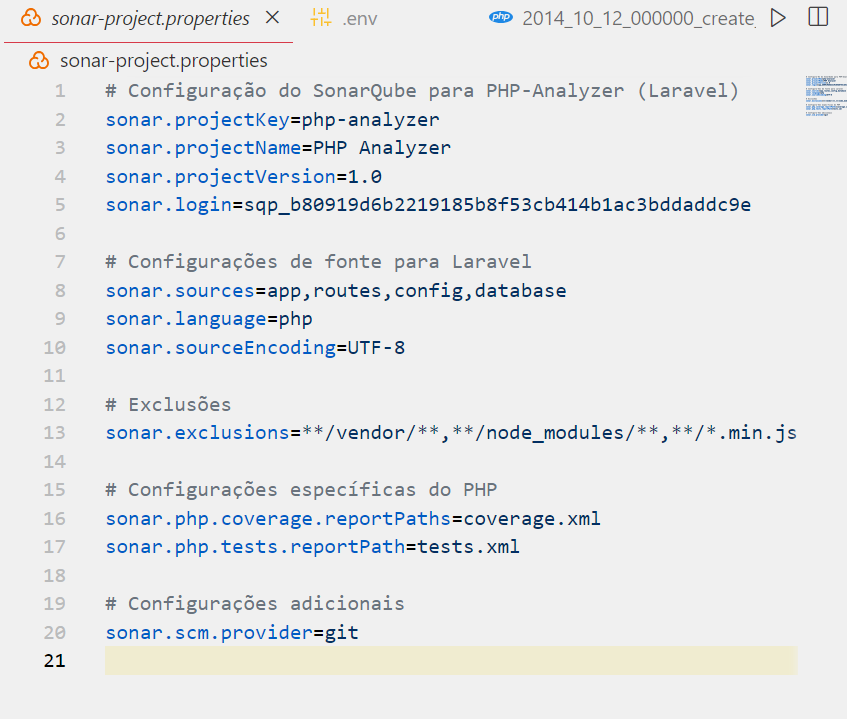 sonar-project.properties .env php 2014_10_12_000000_create_
sonar-project.properties
1 # Configuração do SonarQube para PHP-Analyzer (Laravel)
2 sonar.projectKey=php-analyzer
3 sonar.projectName=PHP Analyzer
4 sonar.projectVersion=1.0
5 sonar.login=sqp_b80919d6b2219185b8f53cb414b1ac3bddaddc9e
6
7 # Configurações de fonte para Laravel
8 sonar.sources=app,routes,config,database
9 sonar.language=php
10 sonar.sourceEncoding=UTF-8
11
12 # Exclusões
13 sonar.exclusions=**/vendor/**,**/node_modules/**,**/*.min.js
14
15 # Configurações específicas do PHP
16 sonar.php.coverage.reportPaths=coverage.xml
17 sonar.php.tests.reportPath=tests.xml
18
19 # Configurações adicionais
20 sonar.scm.provider=git
21